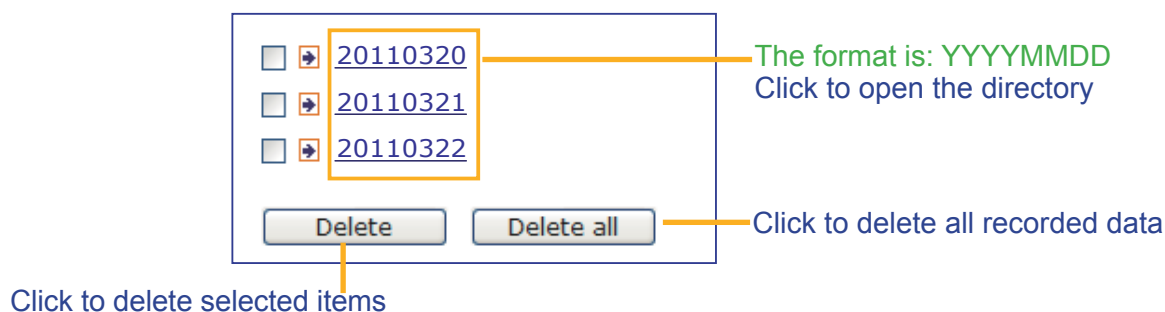 20110320
The format is: YYYYMMDD
Click to open the directory
20110321
20110322
Delete
Delete all
Click to delete all recorded data
Click to delete selected items